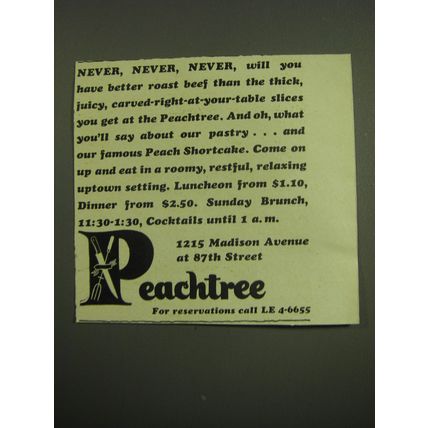 NEVER, NEVER, NEVER, will you
have better roast beef than the thick,
juicy, carved-right-at-your-table slices
you get at the Peachtree. And oh, what
you'll say about our pastry . . . and
our famous Peach Shortcake. Come on
up and eat in a roomy, restful, relaxing
uptown setting. Luncheon from $1.10,
Dinner from $2.50. Sunday Brunch,
11:30-1:30, Cocktails until 1 a.m.
1215 Madison Avenue
at 87th Street
Peachtree
For reservations call LE 4-6655